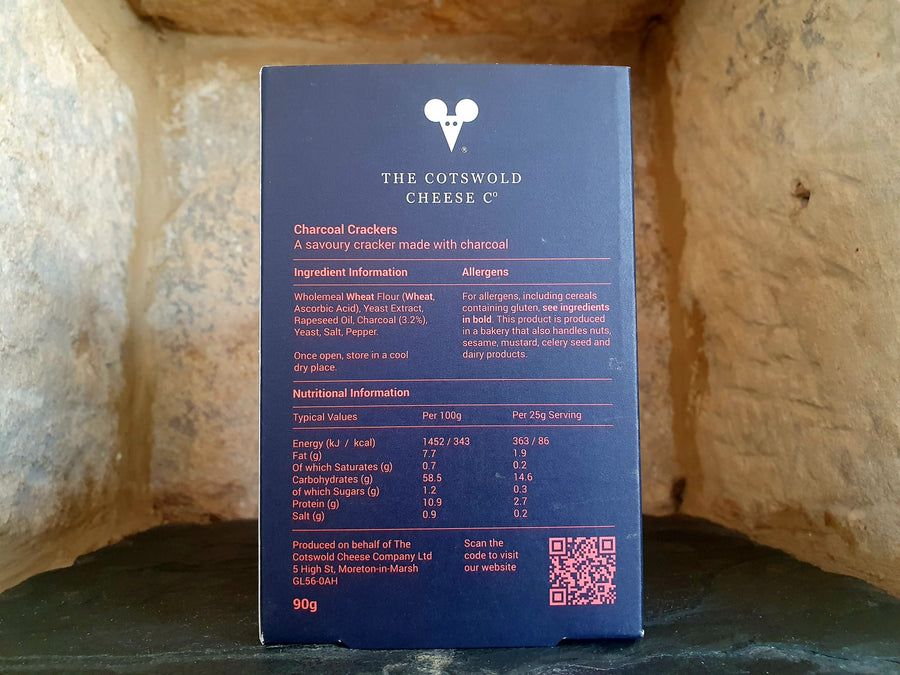 ®
THE COTSWOLD
CHEESE Cº
Charcoal Crackers
A savoury cracker made with charcoal
Ingredient Information
Wholemeal Wheat Flour (Wheat,
Ascorbic Acid), Yeast Extract,
Rapeseed Oil, Charcoal (3.2%),
Yeast, Salt, Pepper.
Once open, store in a cool
dry place.
Allergens
For allergens, including cereals
containing gluten, see ingredients
in bold. This product is produced
in a bakery that also handles nuts,
sesame, mustard, celery seed and
dairy products.
Nutritional Information
Typical Values Per 100g Per 25g Serving
Energy (kJ / kcal) 1452 / 343 363 / 86
Fat (g) 7.7 1.9
Of which Saturates (g) 0.7 0.2
Carbohydrates (g) 58.5 14.6
of which Sugars (g) 1.2 0.3
Protein (g) 10.9 2.7
Salt (g) 0.9 0.2
Produced on behalf of The
Cotswold Cheese Company Ltd
5 High St, Moreton-in-Marsh
GL56-0AH
90g
Scan the
code to visit
our website